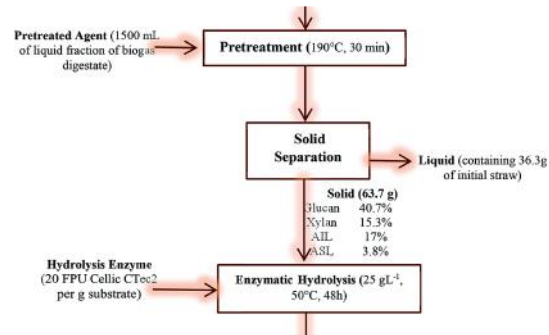 Pretreated Agent (1500 mL
of liquid fraction of biogas
digestate)
Pretreatment (190°C, 30 min)
Solid
Separation
Liquid (containing 36.3g
of initial straw)
Solid (63.7 g)
Glucan 40.7%
Xylan 15.3%
AIL 17%
ASL 3.8%
Hydrolysis Enzyme
(20 FPU Cellic CTec2
per g substrate)
Enzymatic Hydrolysis (25 gL⁻¹,
50°C, 48h)